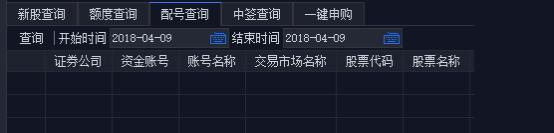 新股查询 额度查询 配号查询 中签查询 一键申购
查询 开始时间 2018-04-09 结束时间 2018-04-09
证券公司 资金账号 账号名称 交易市场名称 股票代码 股票名称